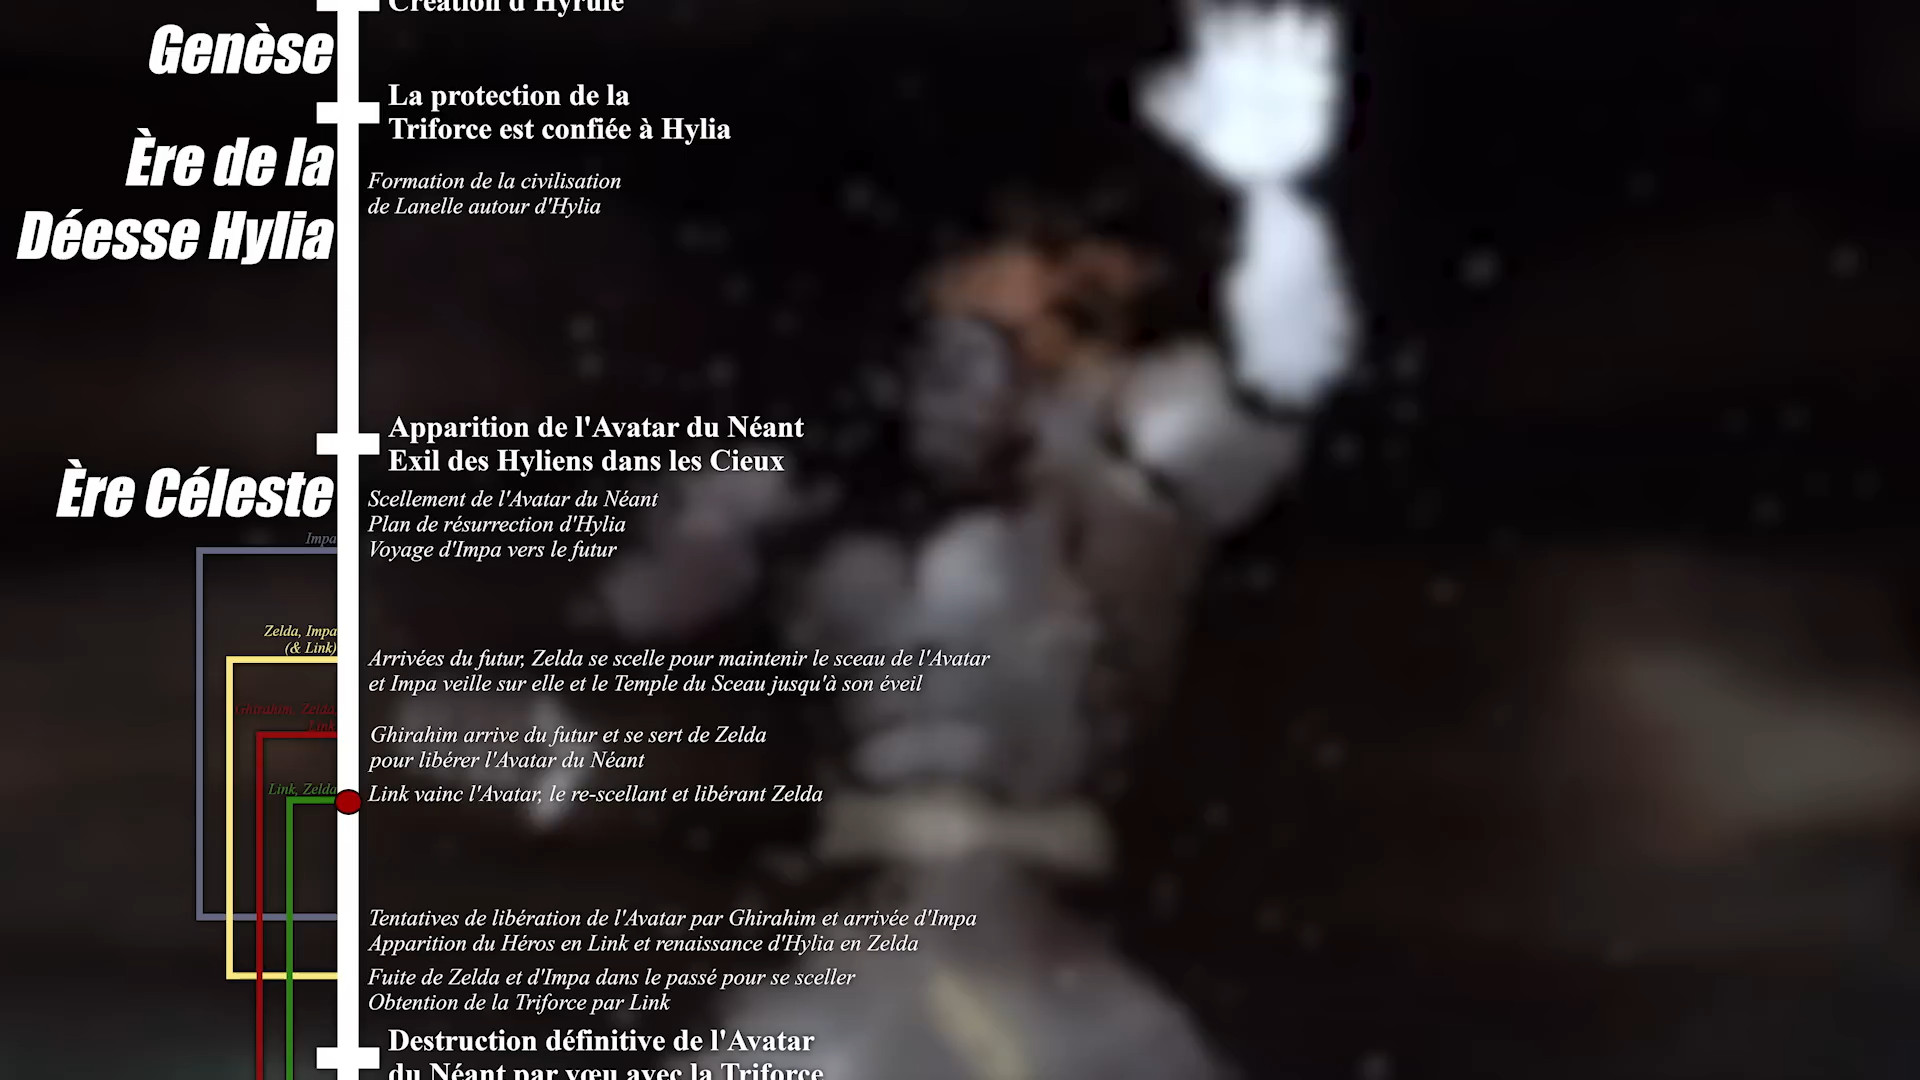 Création d'Hyrule
Genèse
La protection de la
Triforce est confiée à Hylia
Ère de la
Déesse Hylia
Formation de la civilisation
de Lanelle autour d'Hylia
Apparition de l'Avatar du Néant
Exil des Hyliens dans les Cieux
Ère Céleste
Scellement de l'Avatar du Néant
Plan de résurrection d'Hylia
Voyage d'Impa vers le futur
Impa
Zelda, Impa
(& Link)
Arrivées du futur, Zelda se scelle pour maintenir le sceau de l'Avatar
et Impa veille sur elle et le Temple du Sceau jusqu'à son éveil
Ghirahim, Zelda,
Link
Ghirahim arrive du futur et se sert de Zelda
pour libérer l'Avatar du Néant
Link, Zelda
Link vainc l'Avatar, le re-scellant et libérant Zelda
Tentatives de libération de l'Avatar par Ghirahim et arrivée d'Impa
Apparition du Héros en Link et renaissance d'Hylia en Zelda
Fuite de Zelda et d'Impa dans le passé pour se sceller
Obtention de la Triforce par Link
Destruction définitive de l'Avatar
du Néant par vœu avec la Triforce